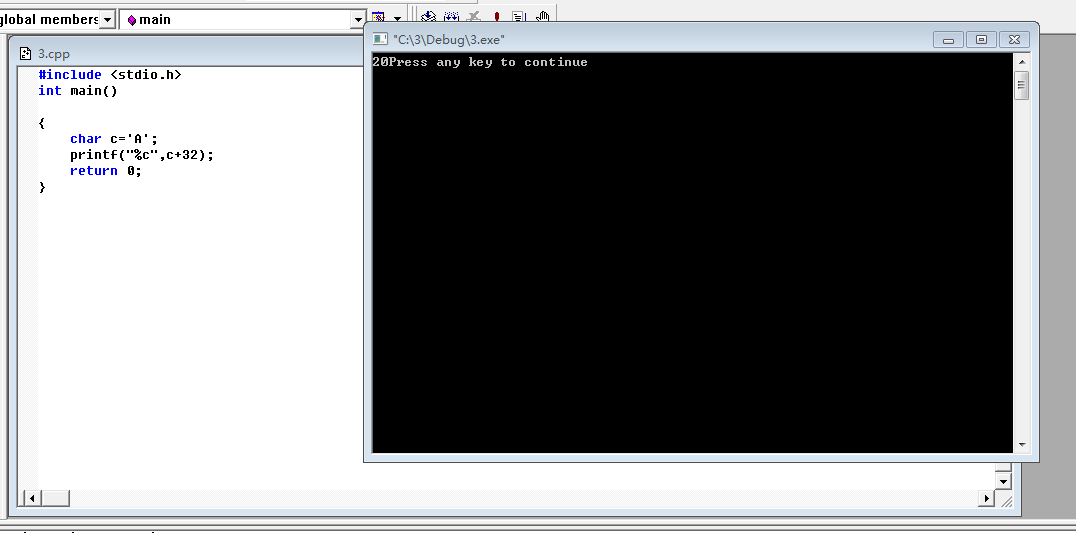 global members main
"C:\3\Debug\3.exe"
3.cpp
20Press any key to continue
#include <stdio.h>
int main()
{
char c='A';
printf("%c",c+32);
return 0;
}